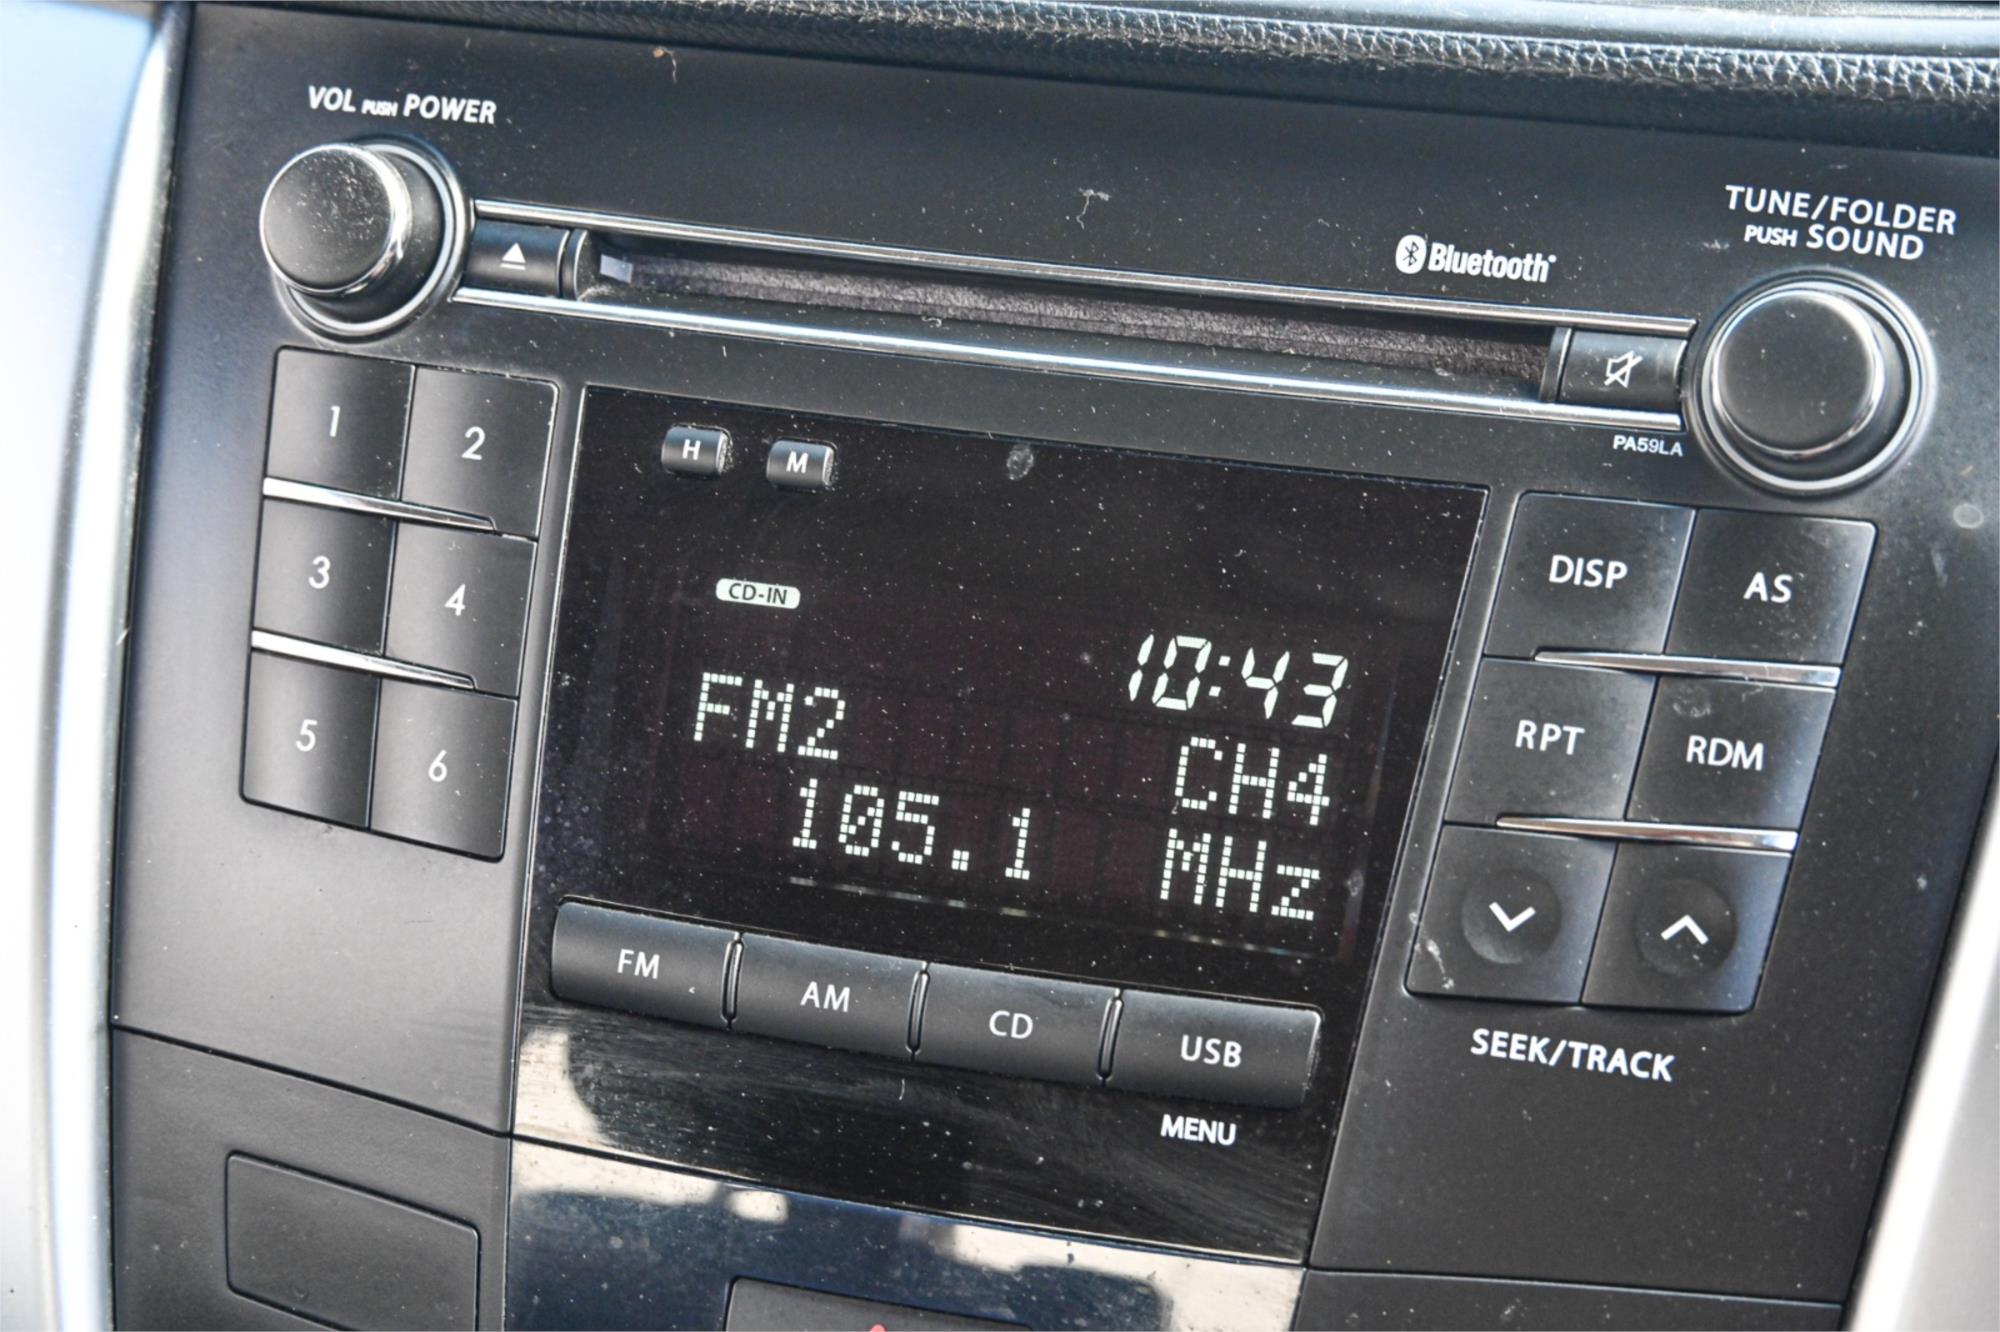 VOL PUSH POWER
TUNE/FOLDER
PUSH SOUND
Bluetooth
PA59LA
1 2
3 4
5 6
H M
CD-IN
10:43
FM2 CH4
105.1 MHz
DISP AS
RPT RDM
SEEK/TRACK
FM AM CD USB
MENU